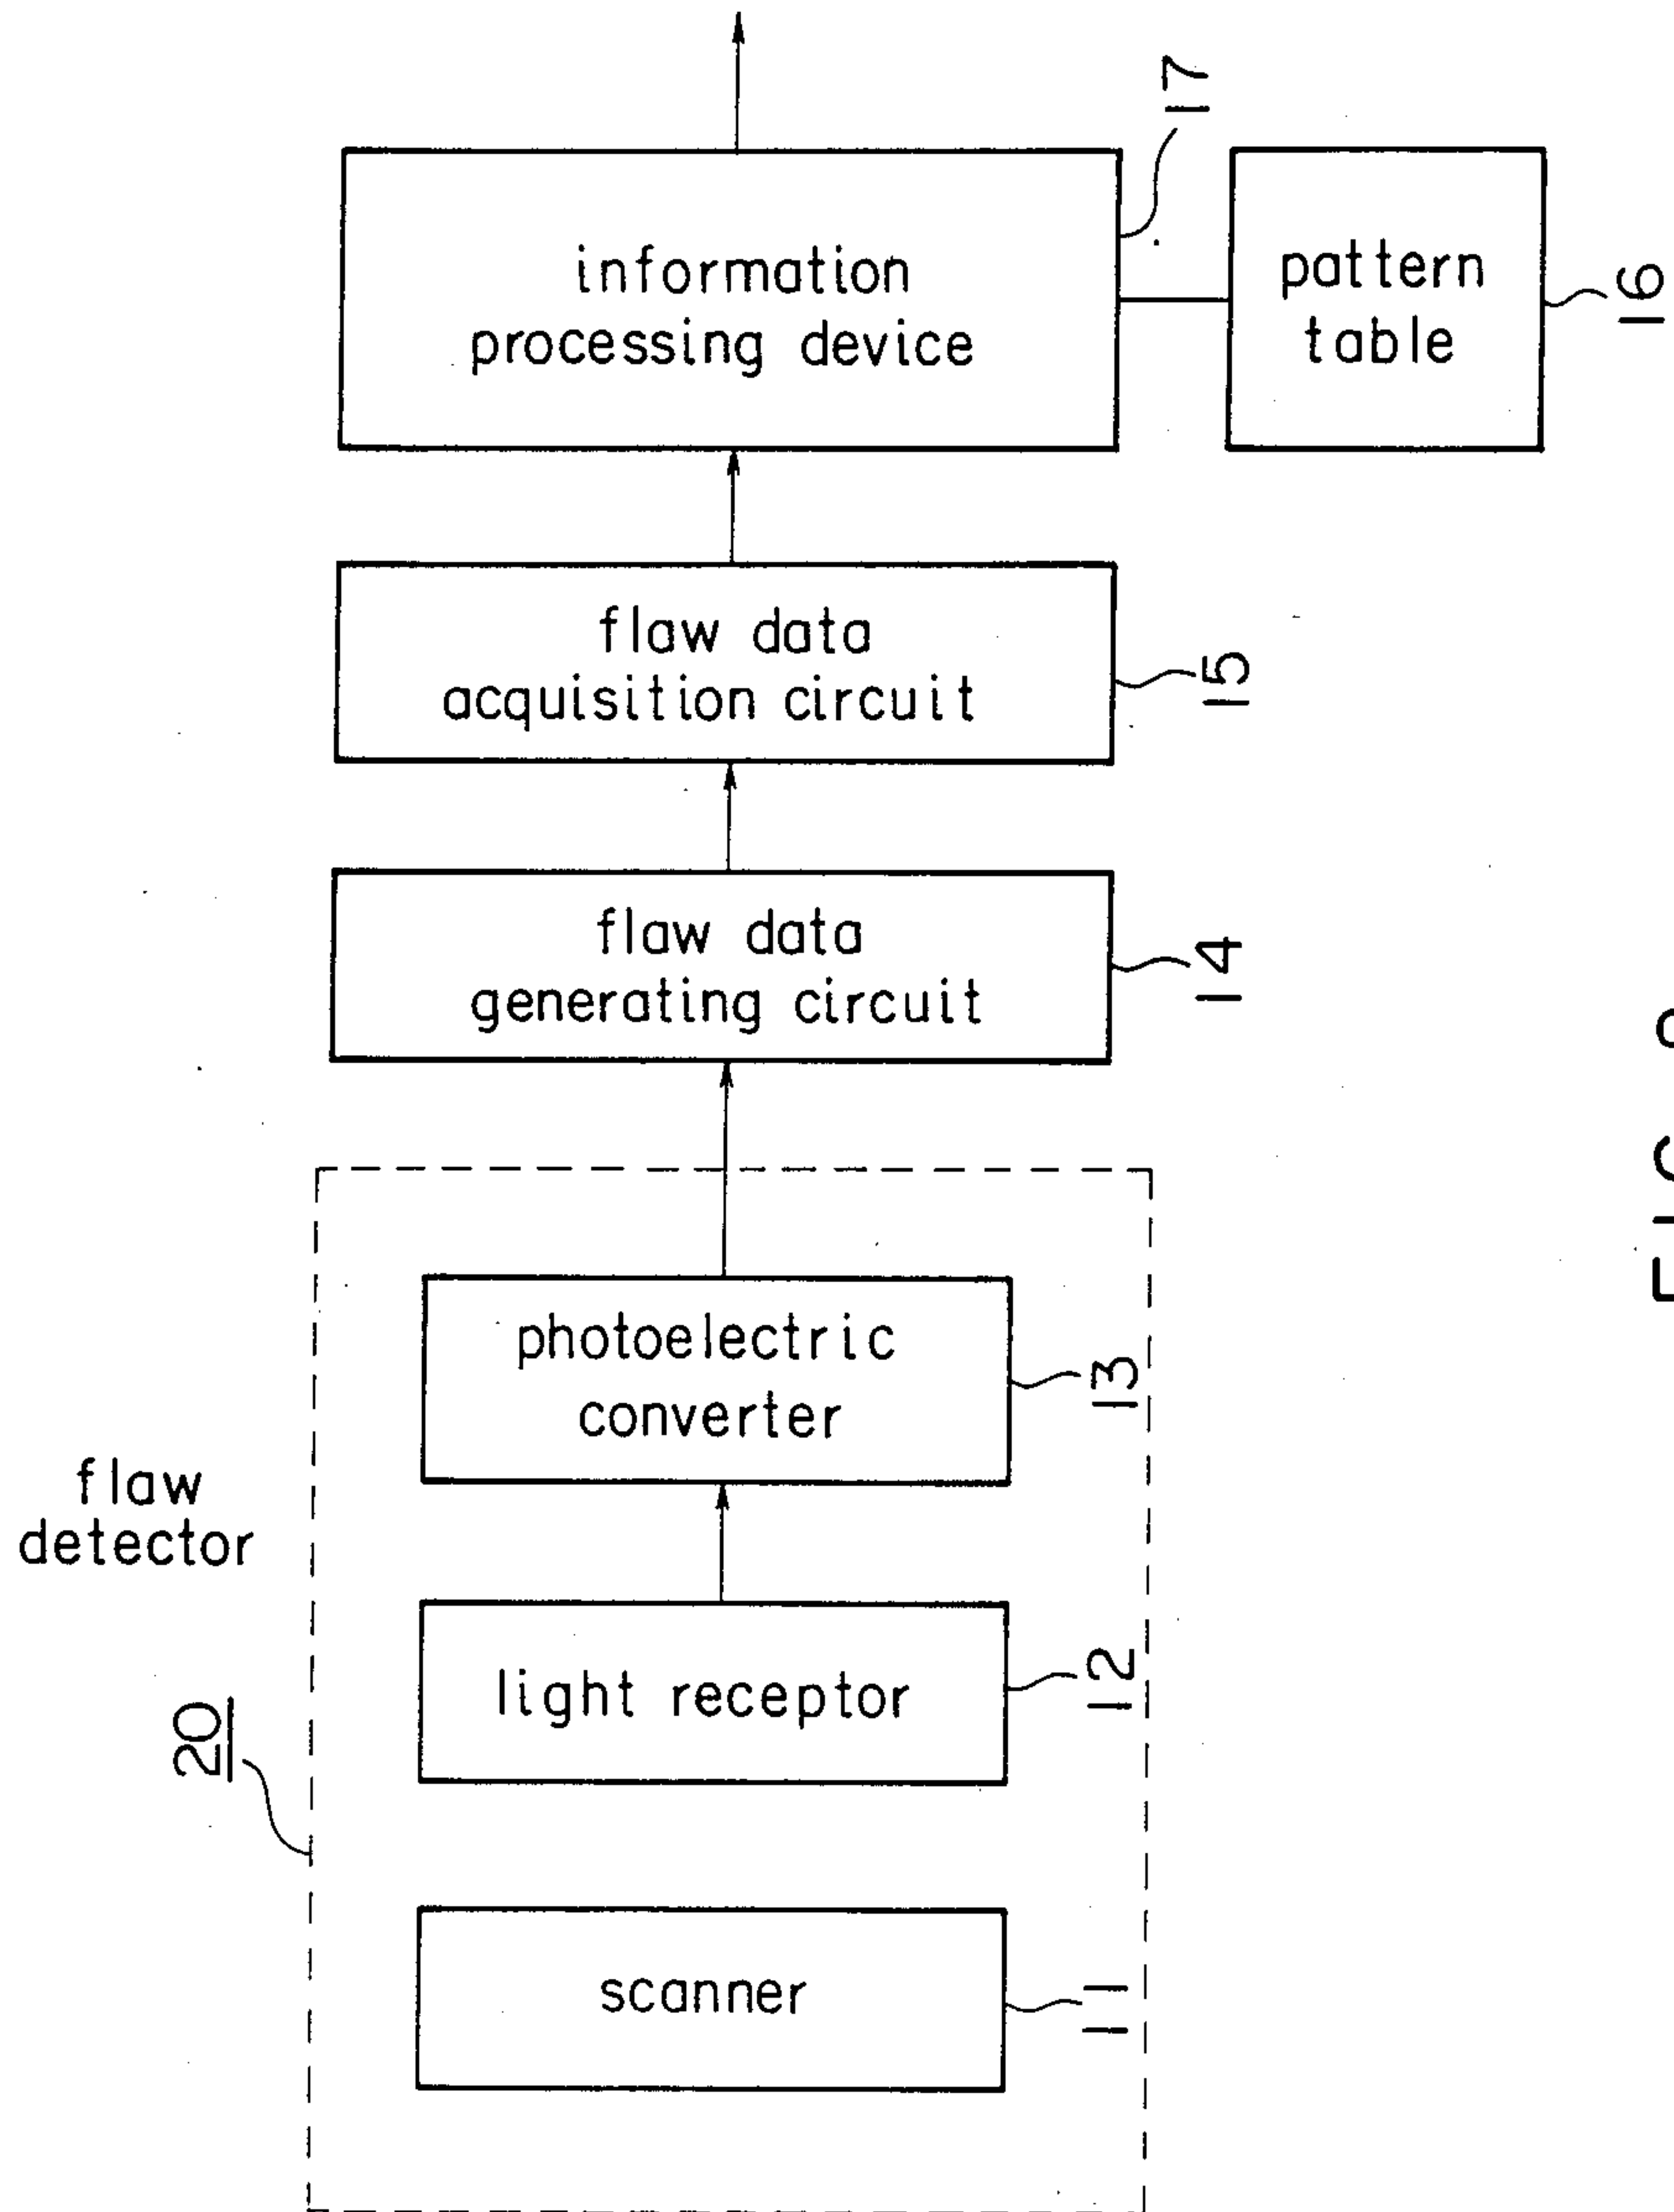 17
information
processing device
pattern
table
16
flaw data
acquisition circuit
15
flaw data
generating circuit
14
photoelectric
converter
13
flaw
detector
light receptor
12
20
scanner
11